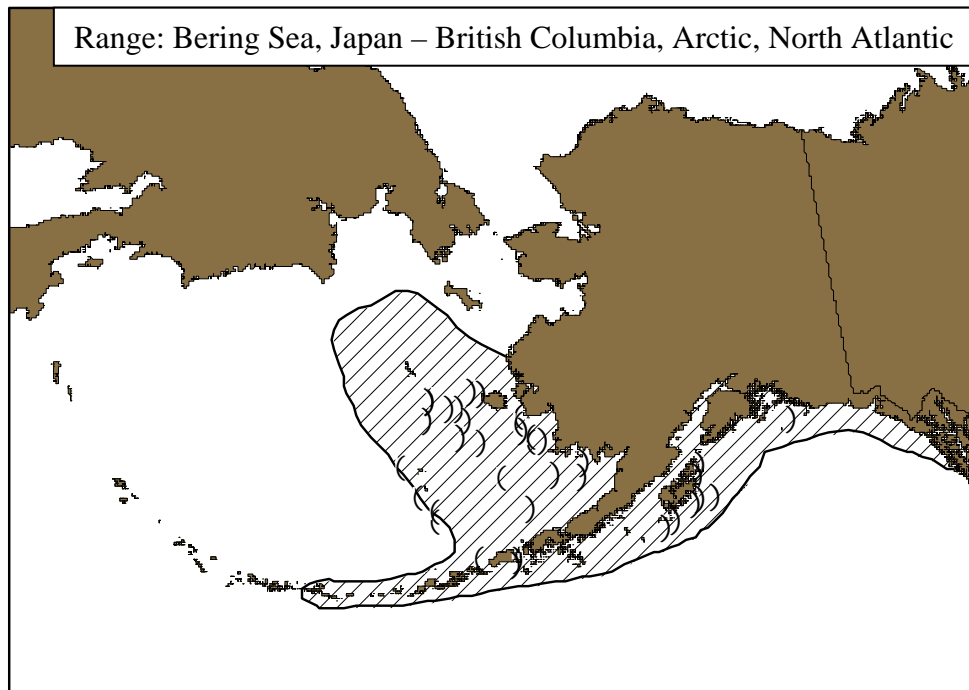 Range: Bering Sea, Japan – British Columbia, Arctic, North Atlantic